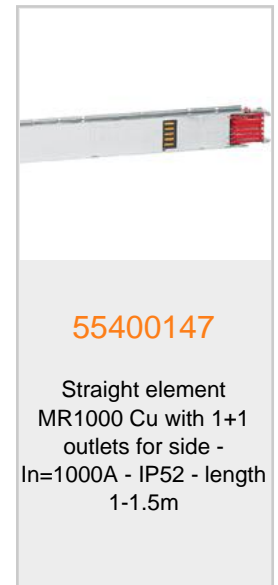 55400147
Straight element
MR1000 Cu with 1+1
outlets for side -
In=1000A - IP52 - length
1-1.5m